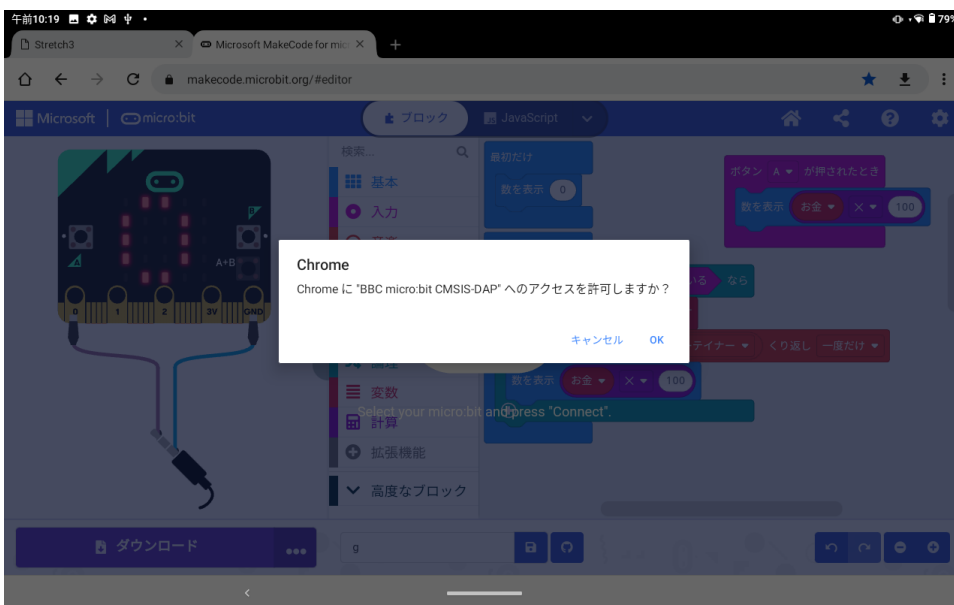 午前10:19
79%
Stretch3
Microsoft MakeCode for mic
makecode.microbit.org/#editor
Microsoft
micro:bit
ブロック
JavaScript
検索...
基本
入力
変数
計算
拡張機能
高度なブロック
最初だけ
数を表示 0
ボタン A が押されたとき
数を表示 お金 × 100
なら
くり返し 一度だけ
数を表示 お金 × 100
B
A
A+B
0 1 2 3V GND
Chrome
Chrome に "BBC micro:bit CMSIS-DAP" へのアクセスを許可しますか？
キャンセル
OK
Select your micro:bit and press "Connect".
ダウンロード
g